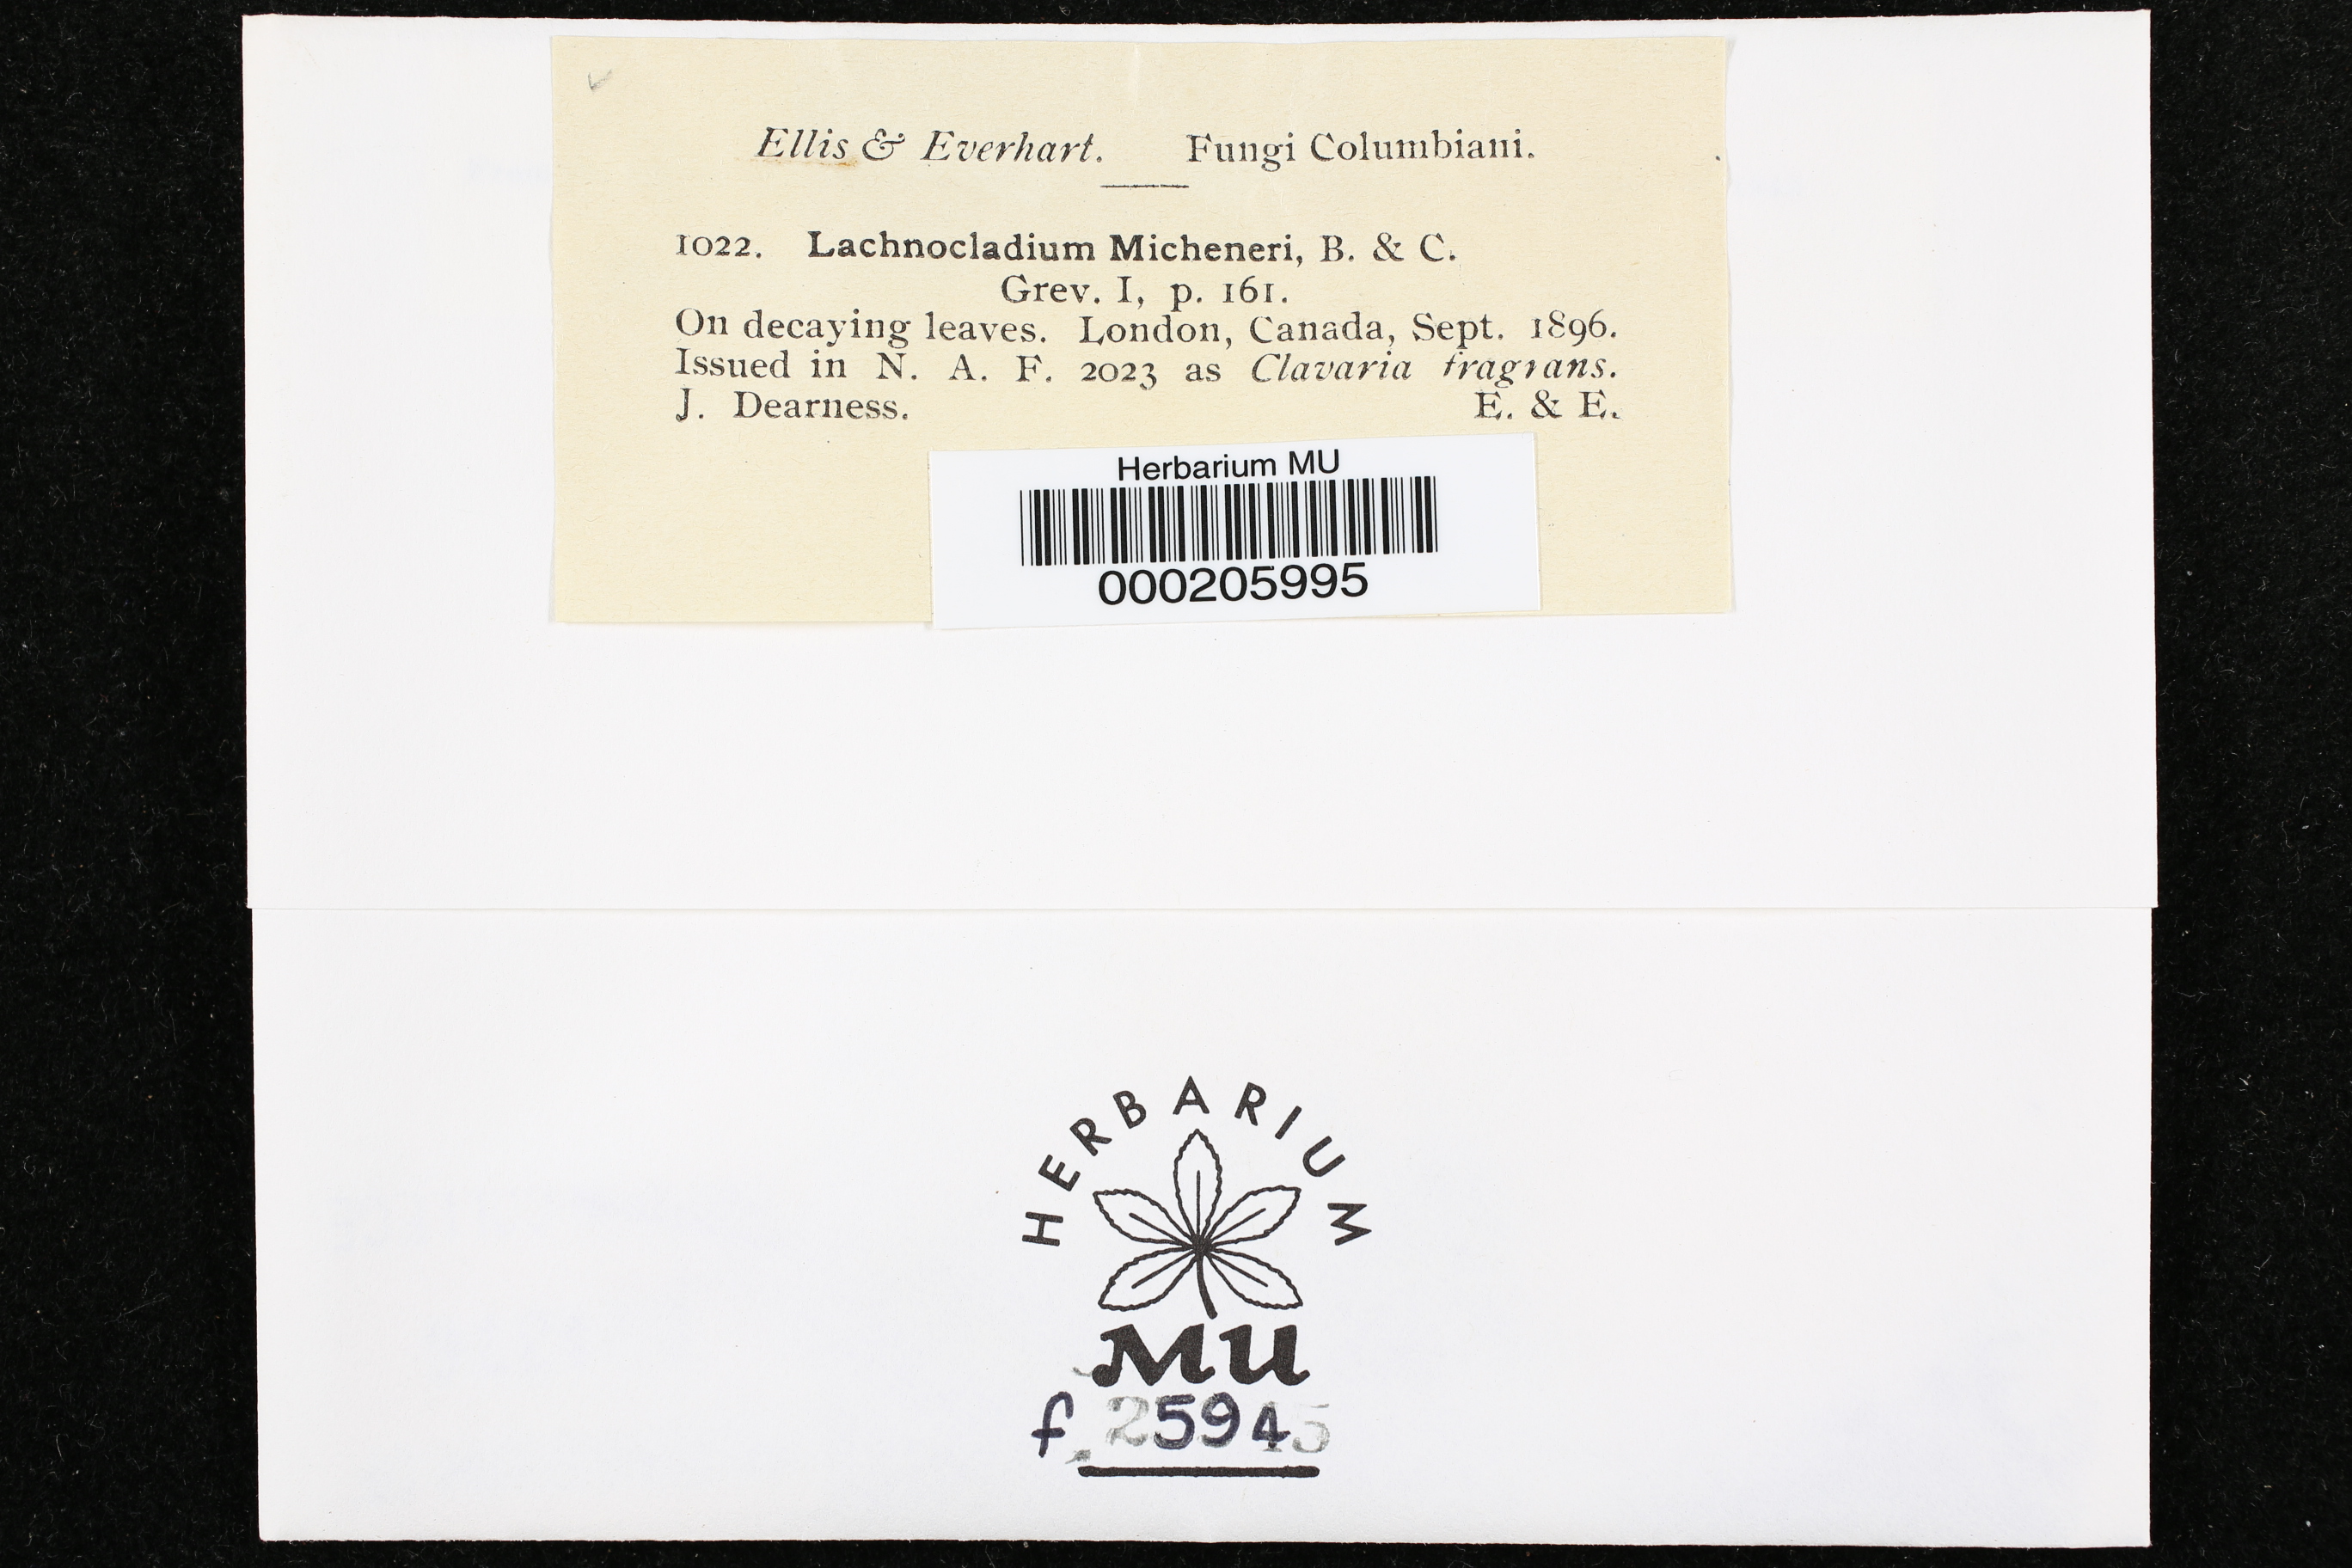 Ellis & Everhart. Fungi Columbiani.
1022. Lachnocladium Micheneri, B. & C.
Grev. I, p. 161.
On decaying leaves. London, Canada, Sept. 1896.
Issued in N. A. F. 2023 as Clavaria fragrans.
J. Dearness. E. & E.
Herbarium MU
000205995
HERBARIUM
MU
f. 25945